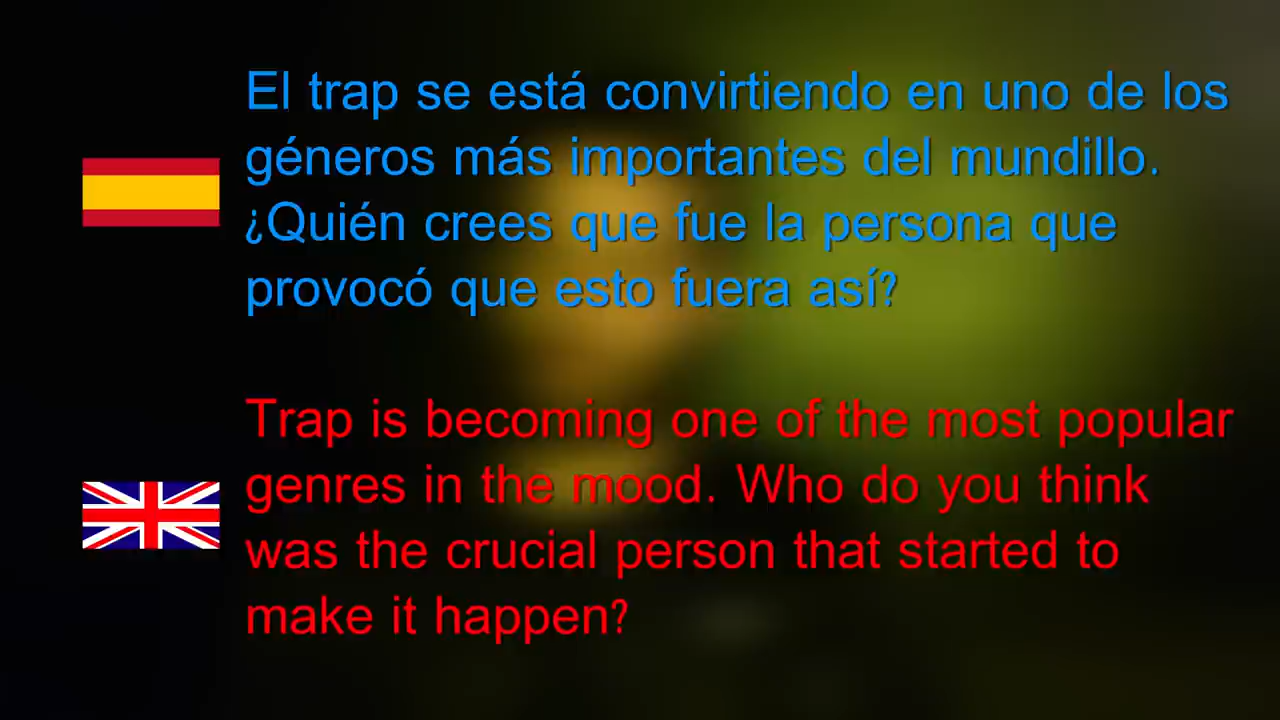 El trap se está convirtiendo en uno de los
géneros más importantes del mundillo.
¿Quién crees que fue la persona que
provocó que esto fuera así?
Trap is becoming one of the most popular
genres in the mood. Who do you think
was the crucial person that started to
make it happen?